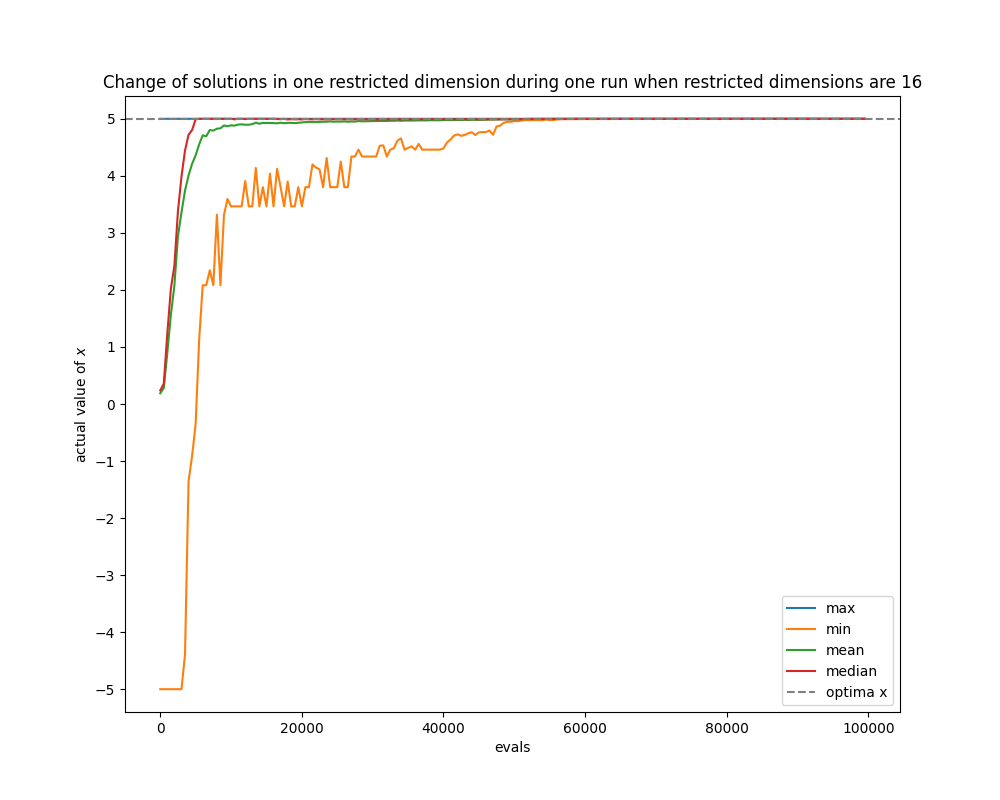 Change of solutions in one restricted dimension during one run when restricted dimensions are 16
5
4
3
2
1
0
−1
−2
−3
−4
−5
actual value of x
0 20000 40000 60000 80000 100000
evals
max
min
mean
median
optima x